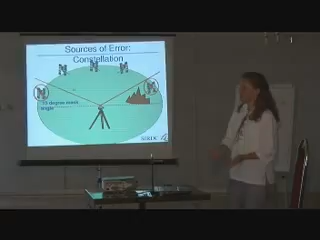 Sources of Error:
Constellation
15 degree mask
angle